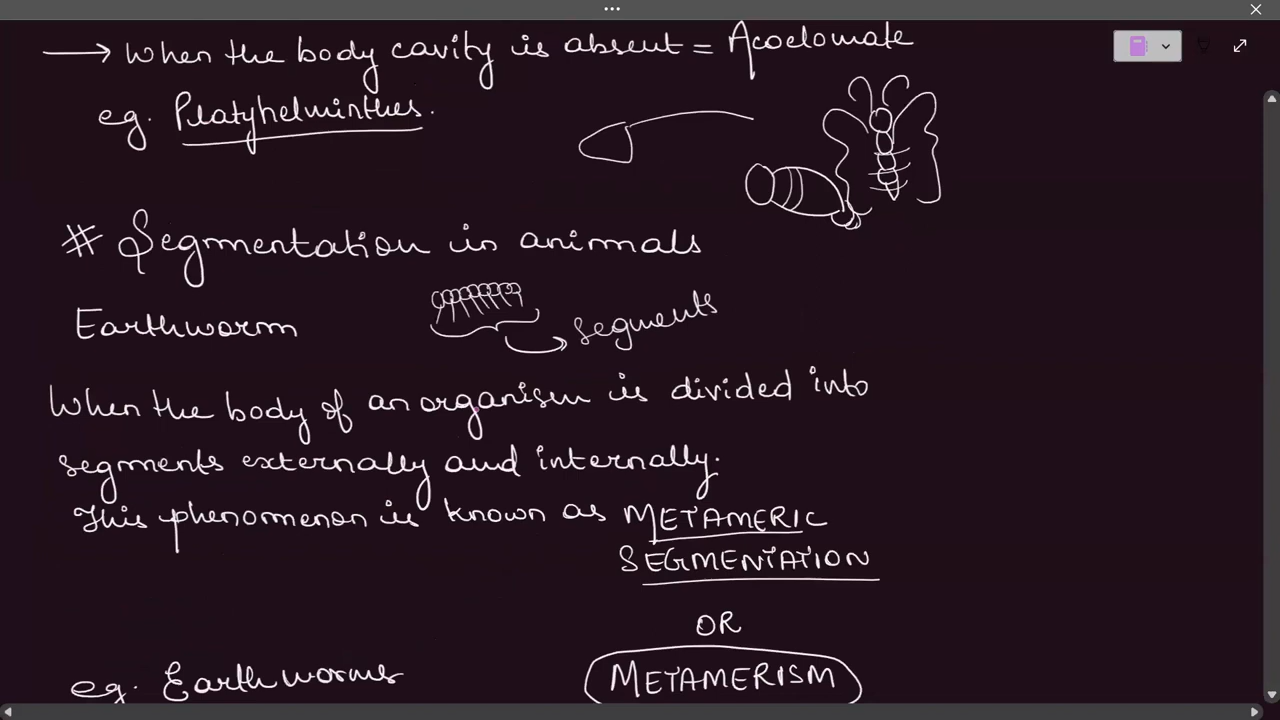 → When the body cavity is absent = Acoelomate
eg. Platyhelminthes.
# Segmentation in animals
Earthworm
segments
When the body of an organism is divided into
segments externally and internally.
This phenomenon is known as METAMERIC
SEGMENTATION
OR
eg. Earthworms METAMERISM